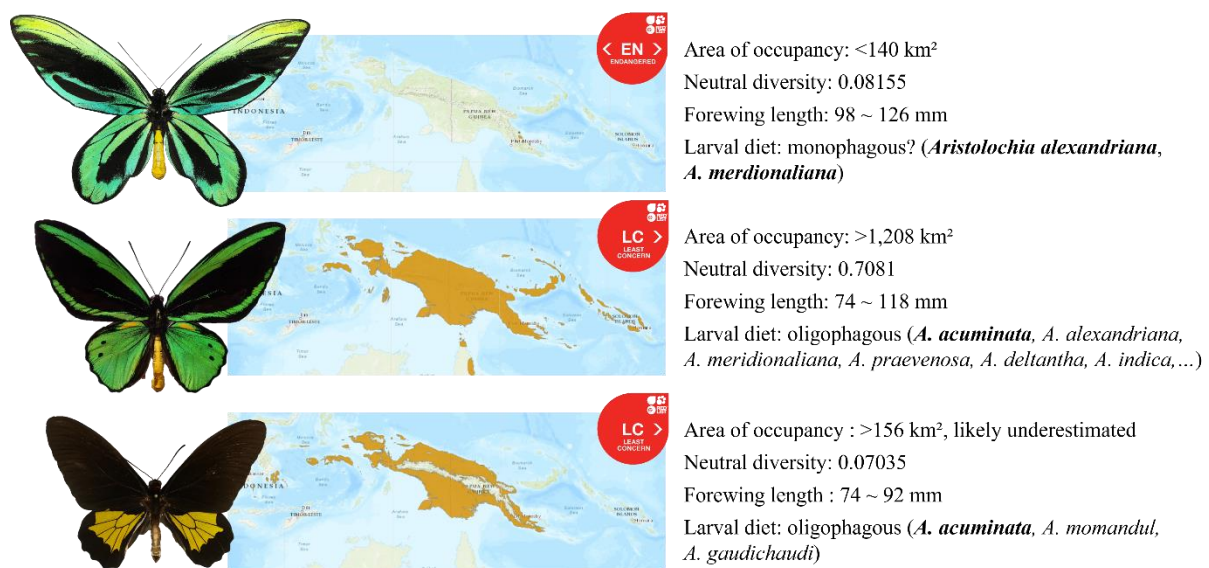 < EN >
ENDANGERED
INDONESIA
PAPUA NEW
GUINEA
SOLOMON
ISLANDS
Area of occupancy: <140 km²
Neutral diversity: 0.08155
Forewing length: 98 ~ 126 mm
Larval diet: monophagous? (Aristolochia alexandriana,
A. merdionaliana)
LC >
LEAST
CONCERN
Area of occupancy: >1,208 km²
Neutral diversity: 0.7081
Forewing length: 74 ~ 118 mm
Larval diet: oligophagous (A. acuminata, A. alexandriana,
A. meridionaliana, A. praevenosa, A. deltantha, A. indica,…)
LC >
LEAST
CONCERN
Area of occupancy : >156 km², likely underestimated
Neutral diversity: 0.07035
Forewing length : 74 ~ 92 mm
Larval diet: oligophagous (A. acuminata, A. momandul,
A. gaudichaudi)